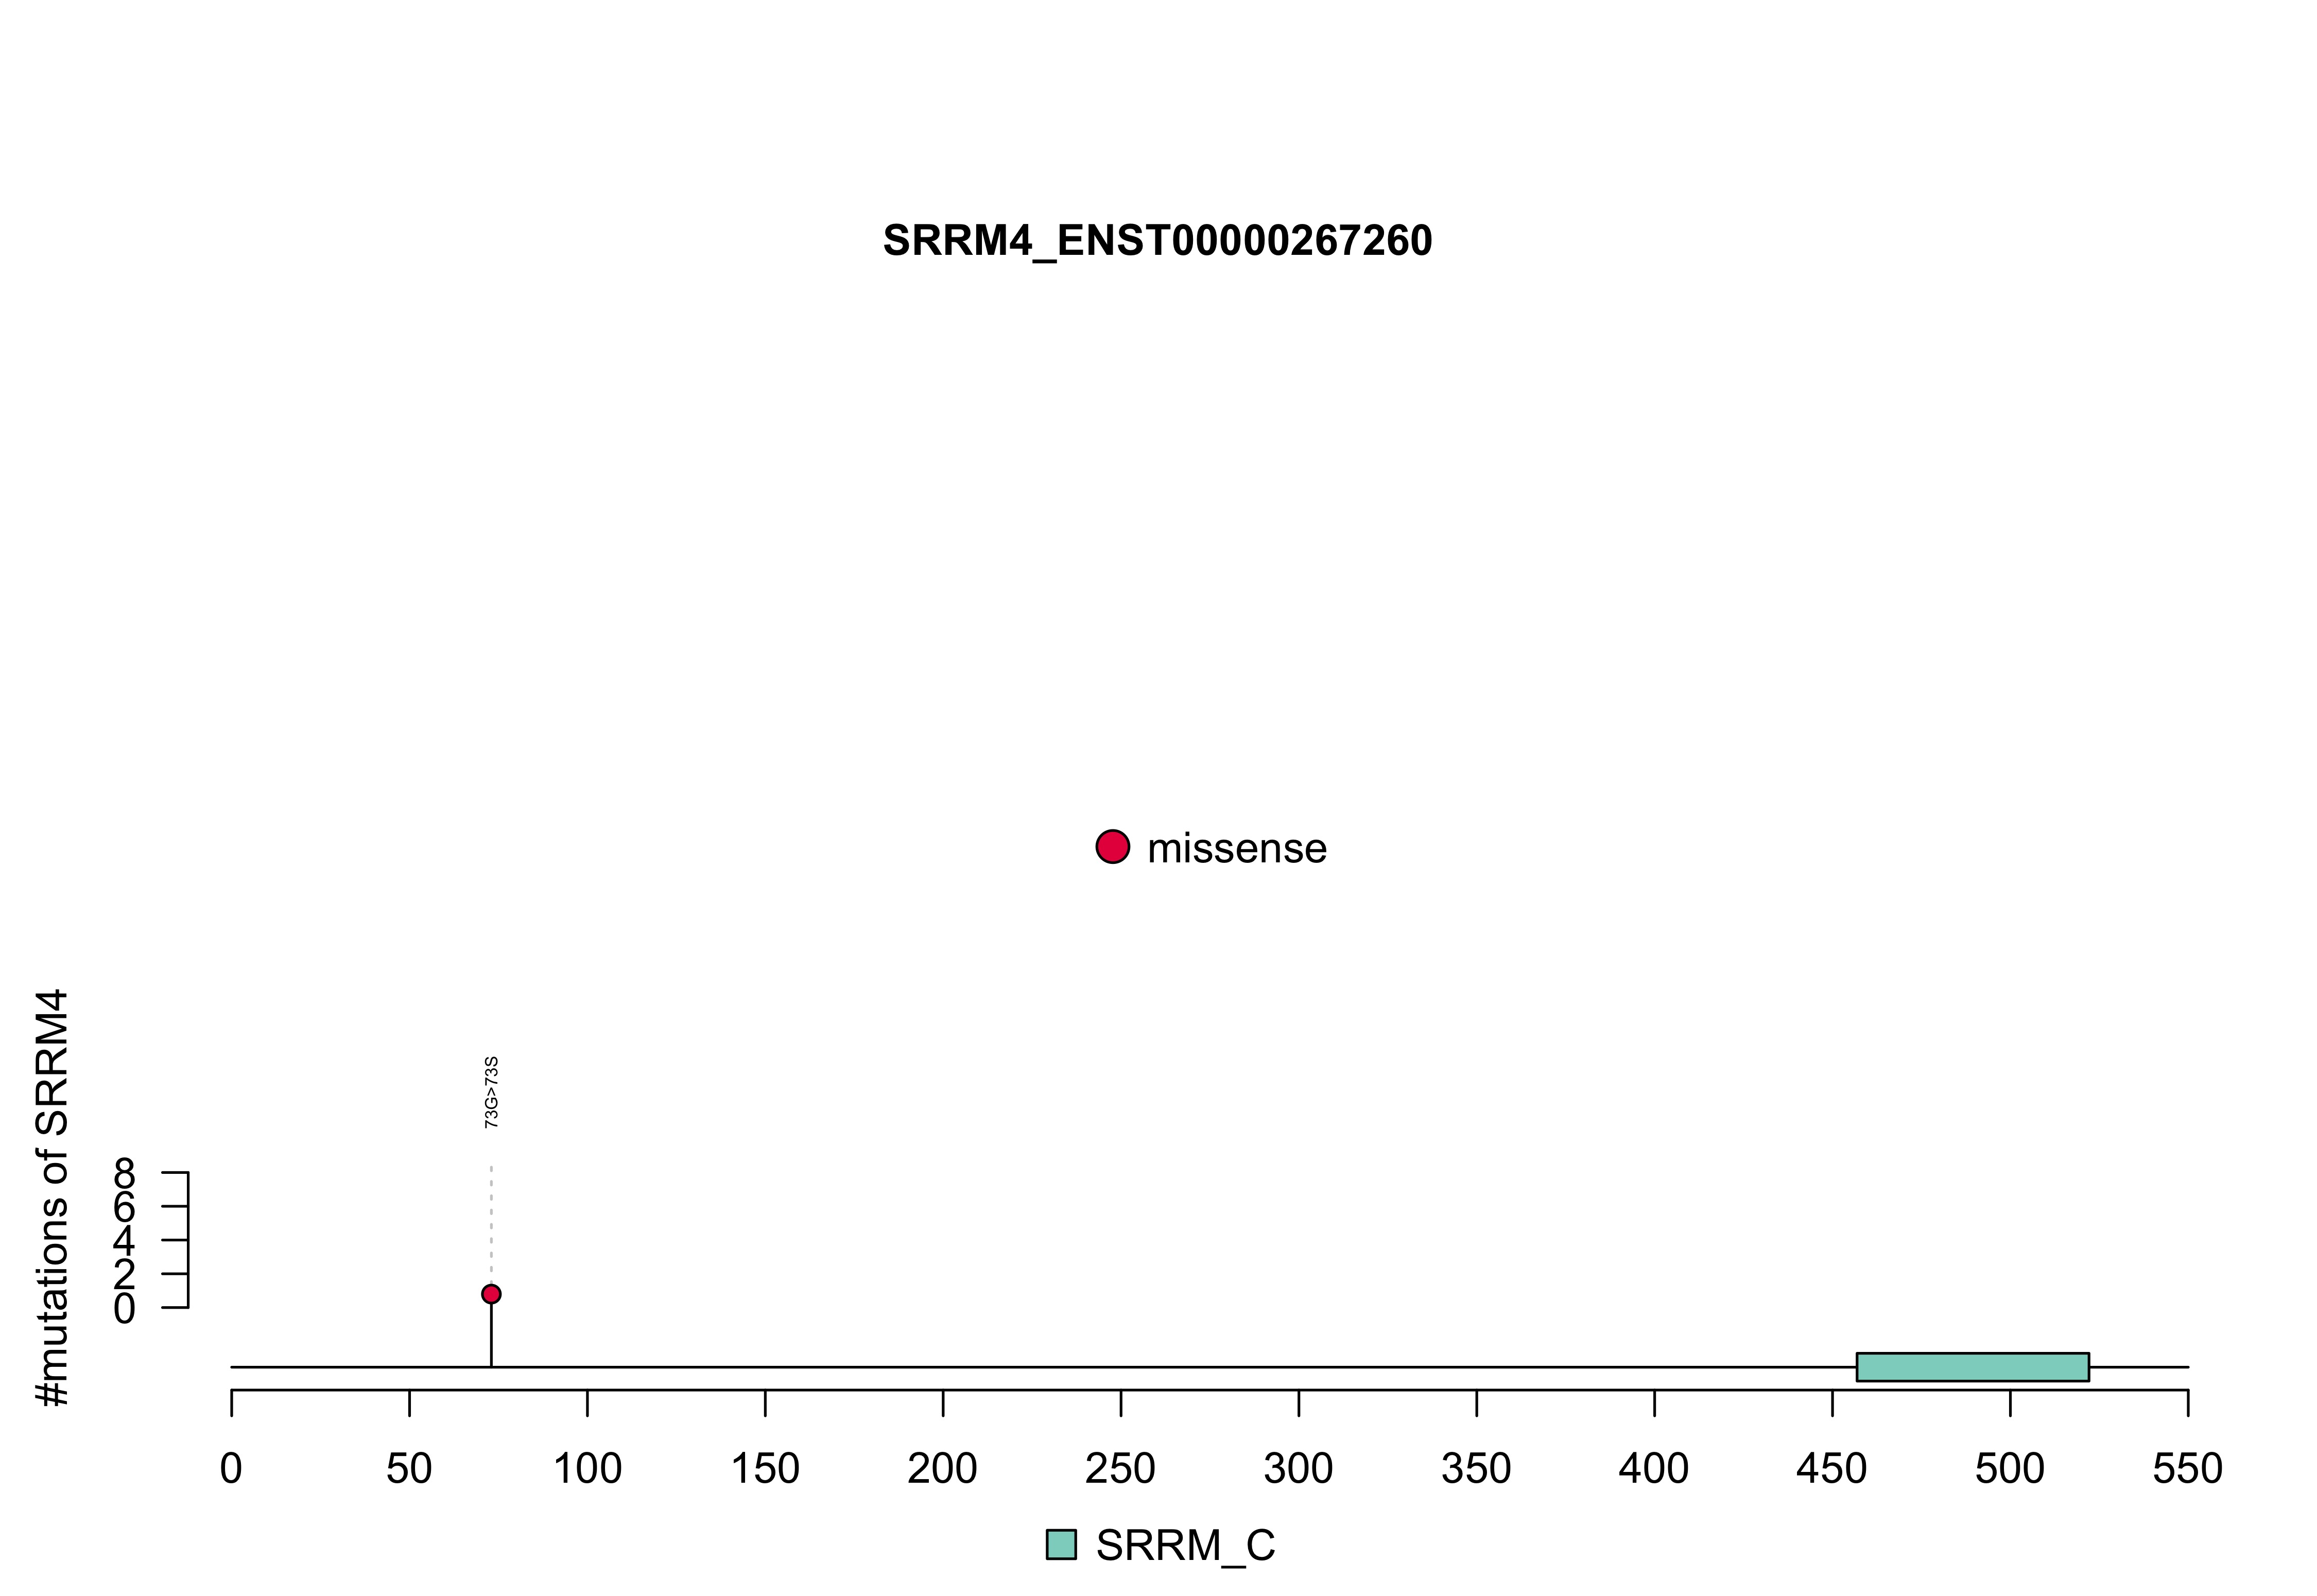 SRRM4_ENST00000267260
missense
#mutations of SRRM4
73G>73S
8
6
4
2
0
0 50 100 150 200 250 300 350 400 450 500 550
SRRM_C